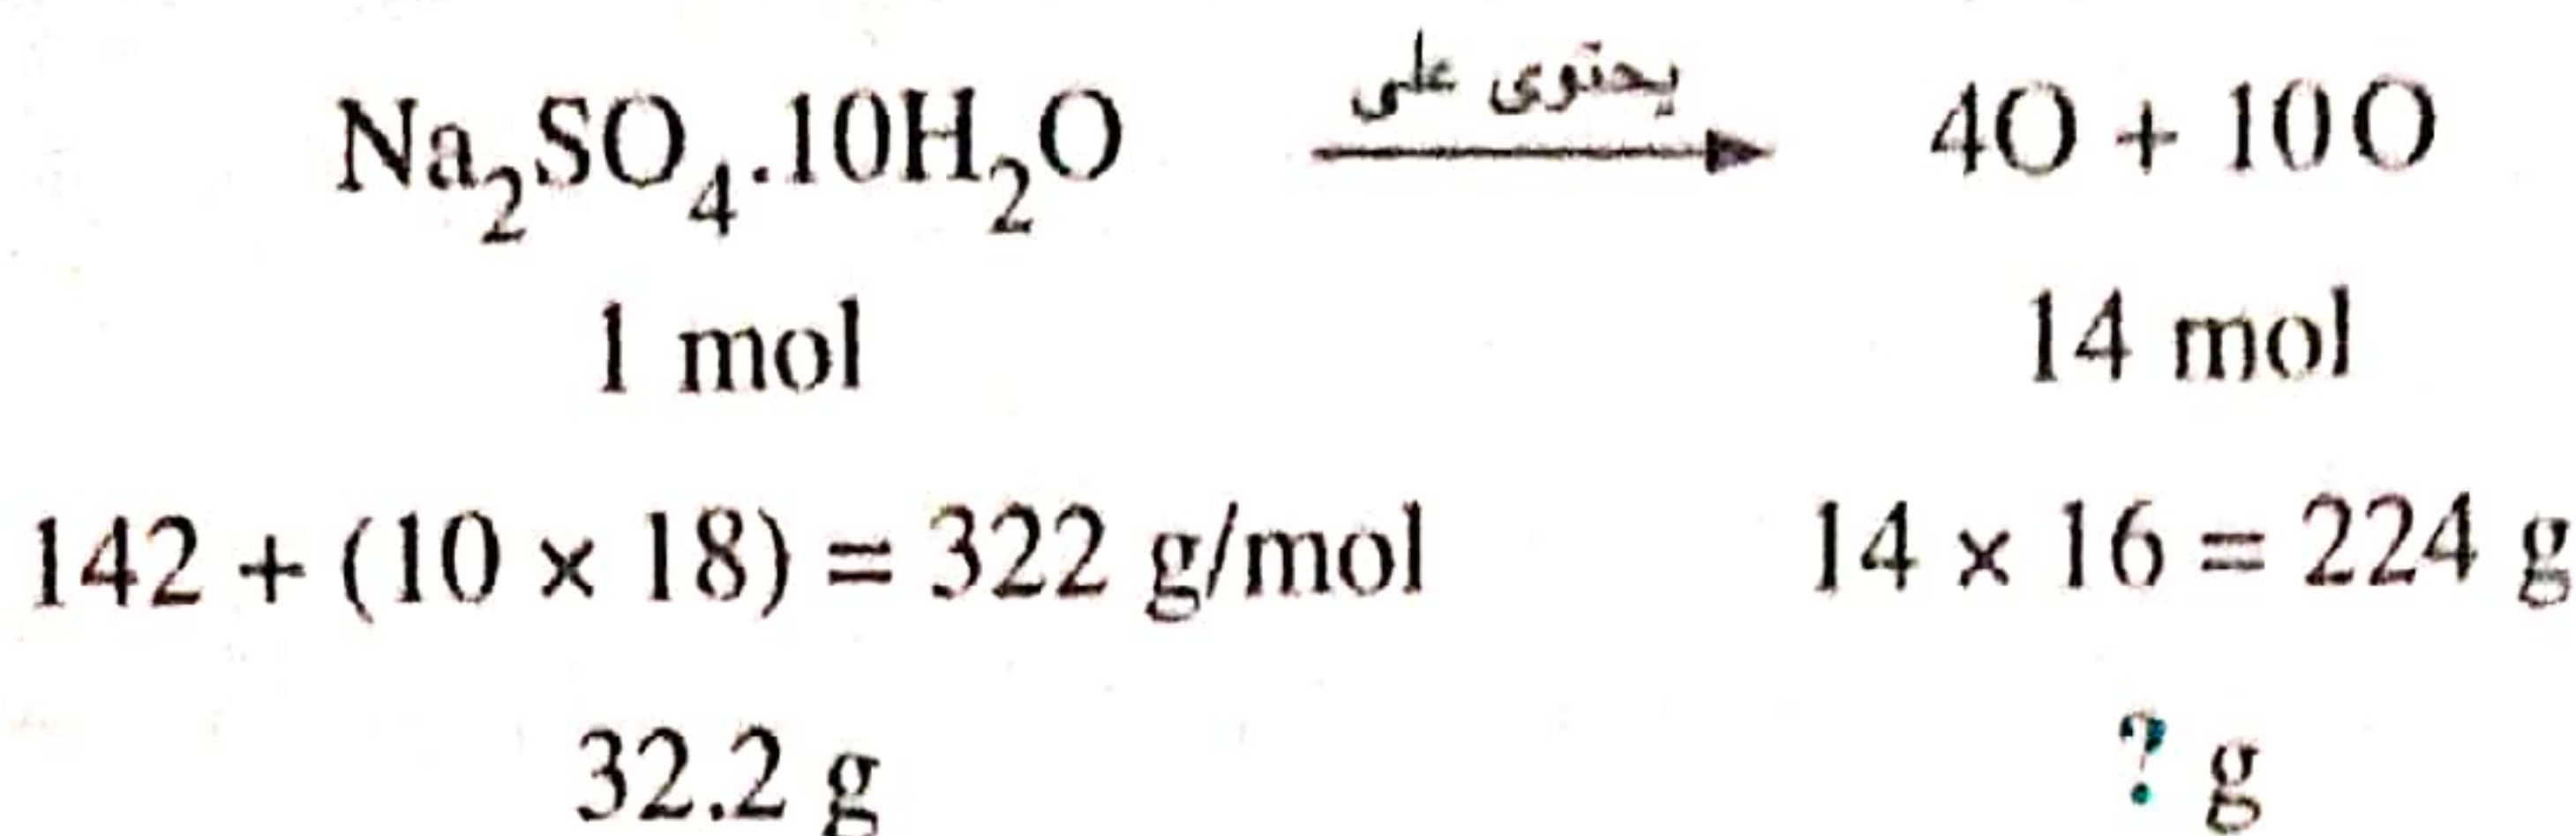 Na₂SO₄.10H₂O يحتوى على 4O + 10O
1 mol 14 mol
142 + (10 × 18) = 322 g/mol 14 × 16 = 224 g
32.2 g ? g